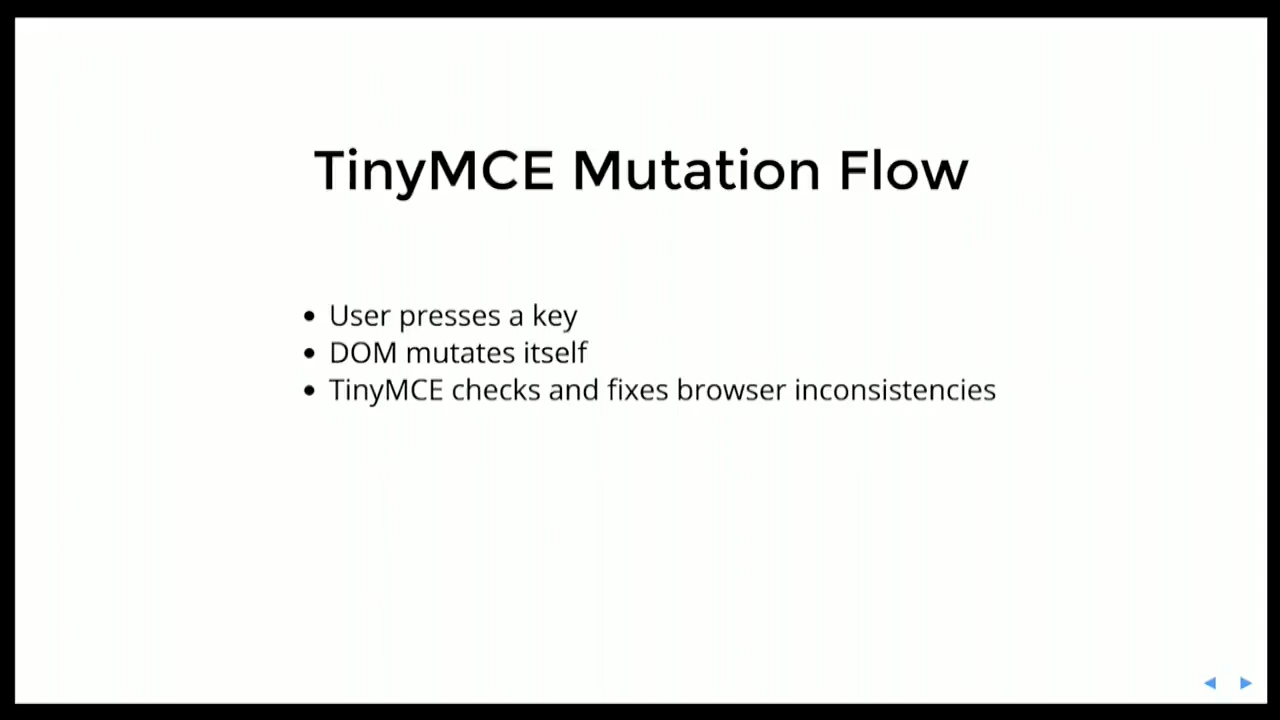 TinyMCE Mutation Flow
• User presses a key
• DOM mutates itself
• TinyMCE checks and fixes browser inconsistencies